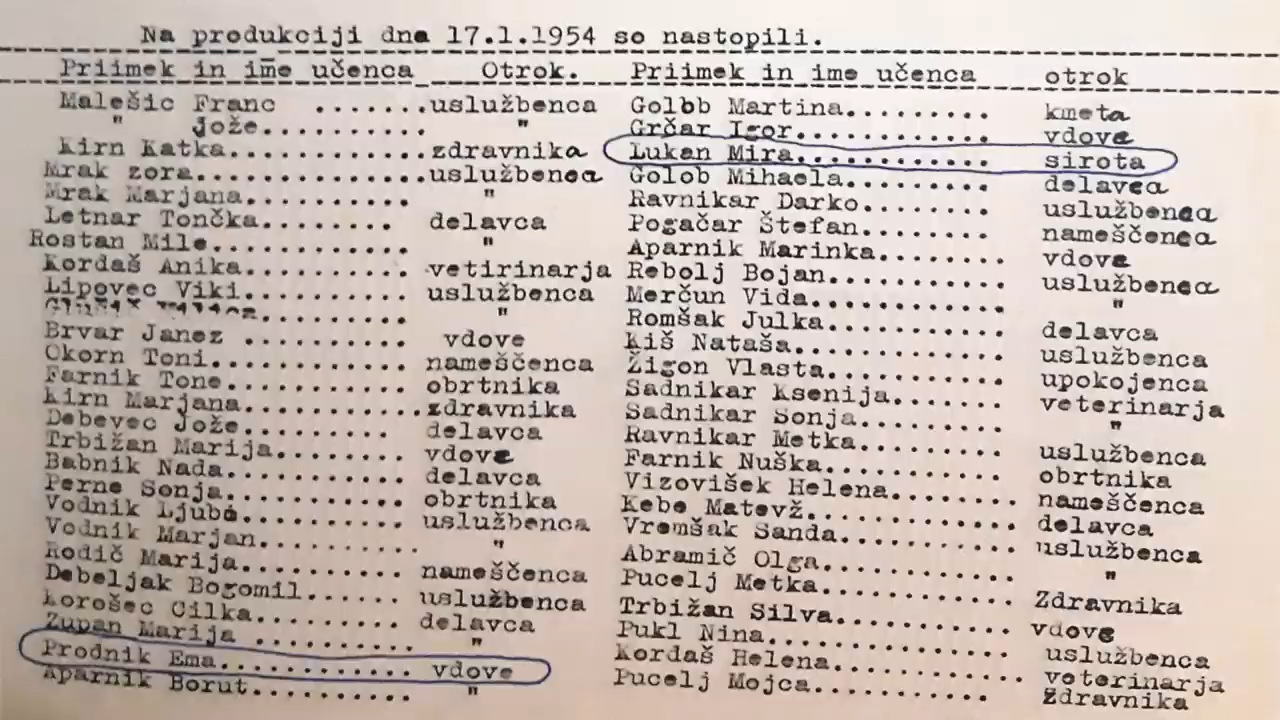 Na produkciji dne 17.1.1954 so nastopili.
Priimek in ime učenca Otrok.
Malešic Franc .......uslužbenca
" Jože.......... "
Kirn Katka.............zdravnika
Mrak zora..............uslužbenca
Mrak Marjana........... "
Letnar Tončka.......... delavca
Rostan Mile............ "
Kordaš Anika.......... vetirinarja
Lipovec Viki.......... uslužbenca
"
Brvar Janez .......... vdove
Okorn Toni............ nameščenca
Farnik Tone........... obrtnika
Kirn Marjana...........zdravnika
Debevec Jože.......... delavca
Trbižan Marija........ vdove
Babnik Nada........... delavca
Perne Sonja........... obrtnika
Vodnik Ljubo.......... uslužbenca
Vodnik Marjan......... "
Rodič Marija.......... nameščenca
Debeljak Bogomil...... uslužbenca
Korošec Cilka......... delavca
Zupan Marija ......... "
Prodnik Ema........... vdove
Aparnik Borut......... "
Priimek in ime učenca otrok
Golob Martina......... kmeta
Grčar Igor............ vdove
Lukan Mira............ sirota
Golob Mihaela......... delavca
Ravnikar Darko........ uslužbenca
Pogačar Štefan........ nameščenca
Aparnik Marinka....... vdove
Rebolj Bojan.......... uslužbenca
Merčun Vida........... "
Romšak Julka.......... delavca
Kiš Nataša............ uslužbenca
Žigon Vlasta.......... upokojenca
Sadnikar Ksenija...... veterinarja
Sadnikar Sonja........ "
Ravnikar Metka........ uslužbenca
Farnik Nuška.......... obrtnika
Vizovišek Helena...... nameščenca
Kebe Matevž........... delavca
Vremšak Sanda......... uslužbenca
Abramič Olga.......... "
Pucelj Metka.......... Zdravnika
Trbižan Silva......... vdove
Pukl Nina............. uslužbenca
Kordaš Helena......... veterinarja
Pucelj Mojca.......... Zdravnika